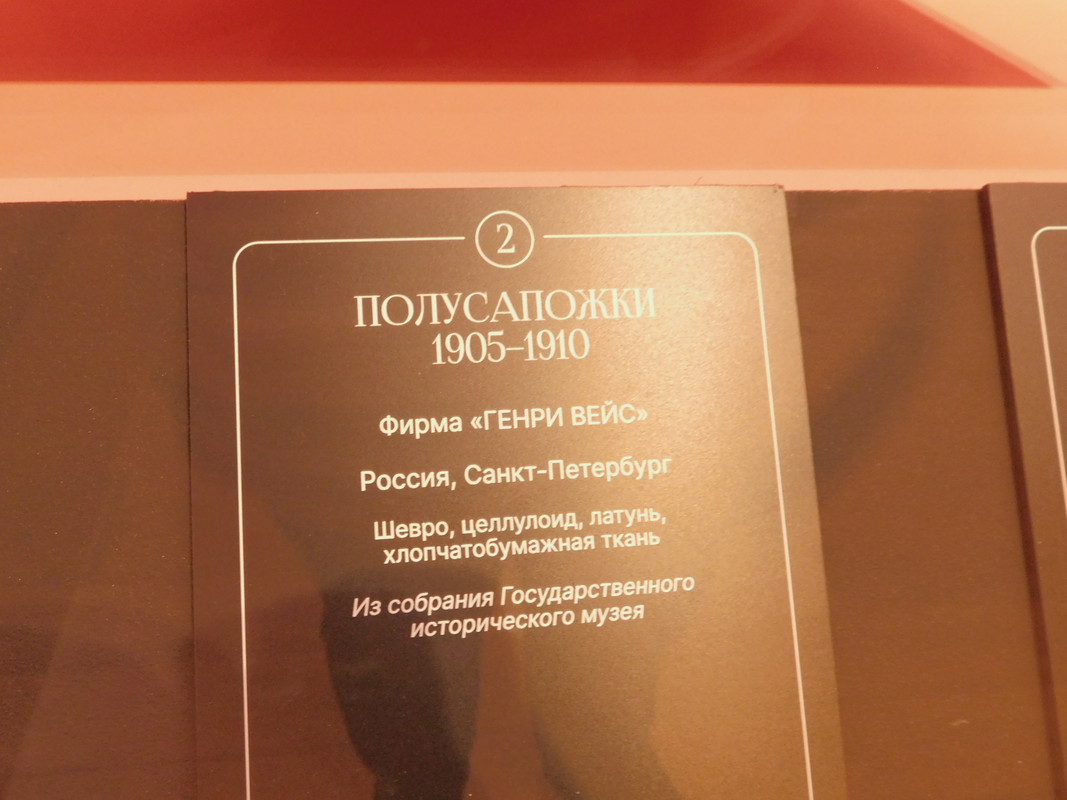 2
ПОЛУСАПОЖКИ
1905–1910
Фирма «ГЕНРИ ВЕЙС»
Россия, Санкт-Петербург
Шевро, целлулоид, латунь,
хлопчатобумажная ткань
Из собрания Государственного
исторического музея